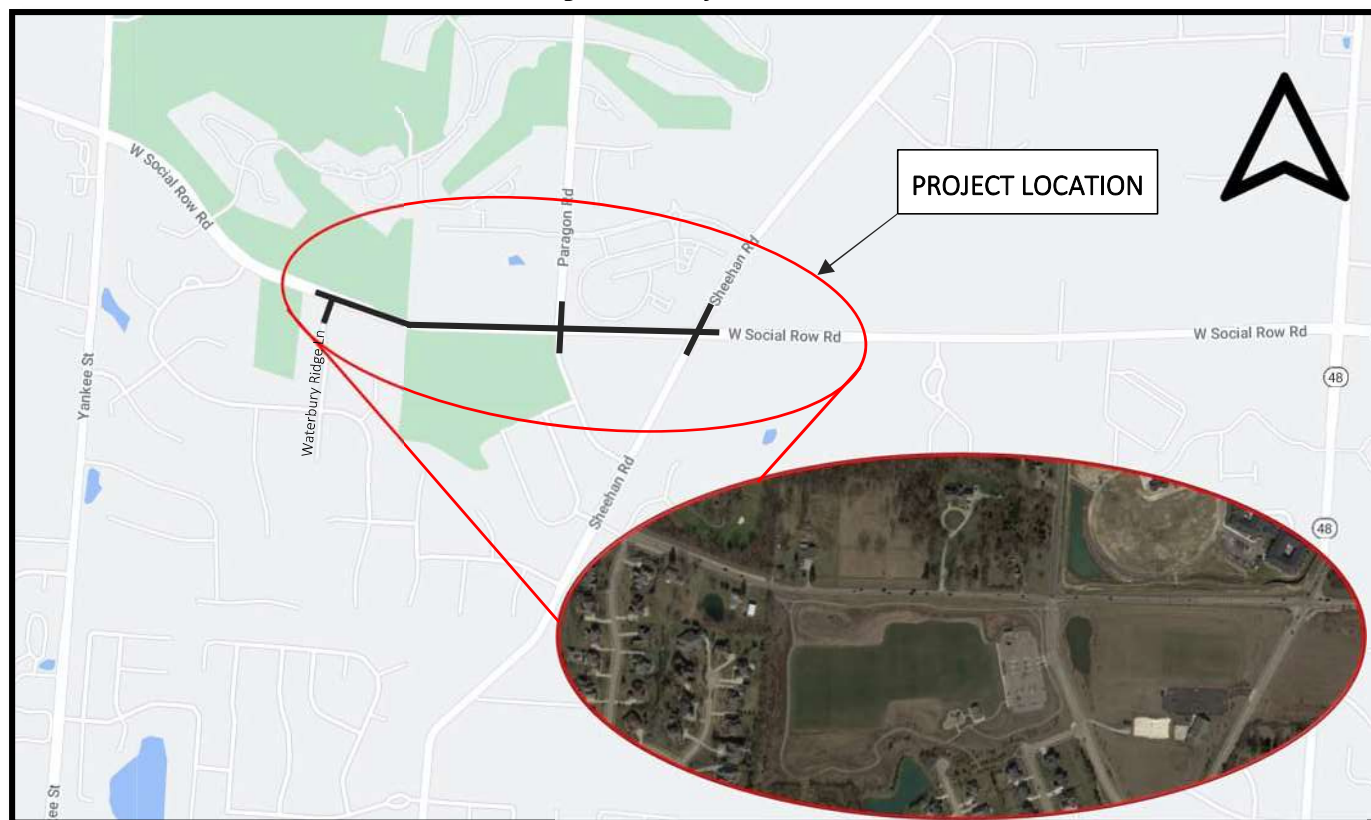 W Social Row Rd
Paragon Rd
Sheehan Rd
PROJECT LOCATION
W Social Row Rd
W Social Row Rd
48
Yankee St
Waterbury Ridge Ln
Sheehan Rd
48
ee St